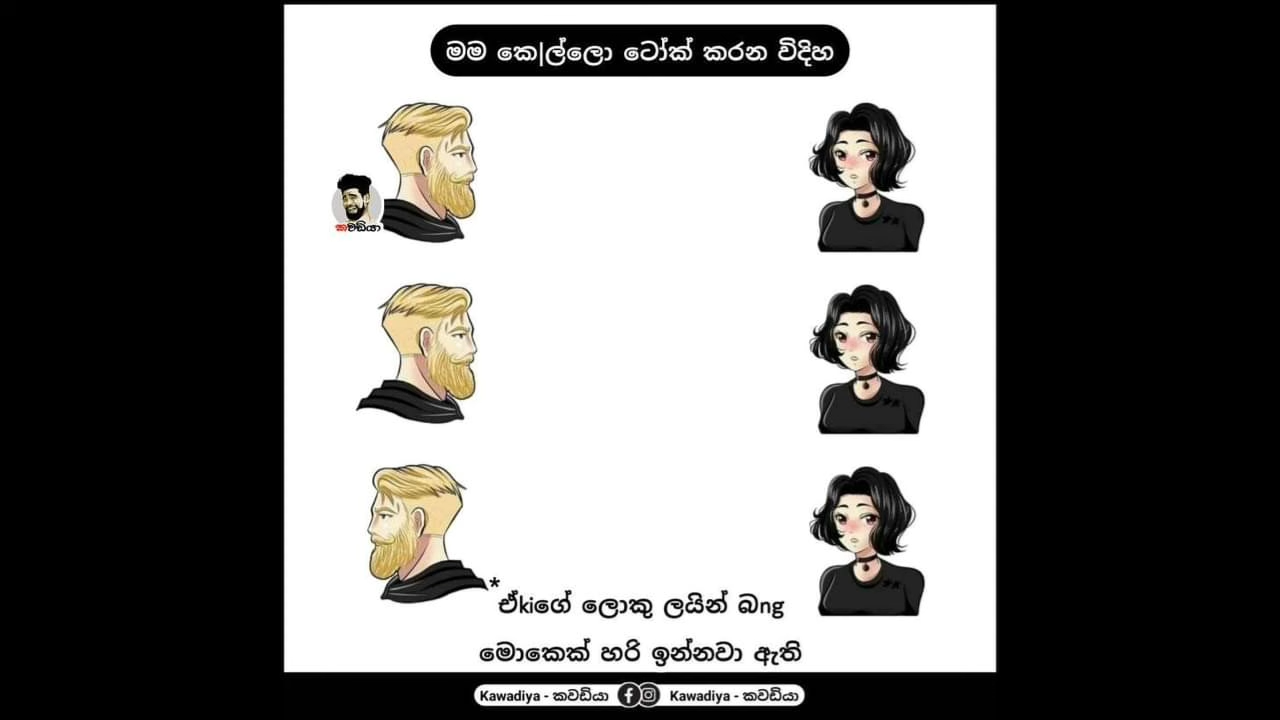 මම කෙ|ල්ලො ටෝක් කරන විදිහ
කවඩියා
*
ඒkiගේ ලොකු ලයින් බng
මොකෙක් හරි ඉන්නවා ඇති
Kawadiya - කවඩියා Kawadiya - කවඩියා